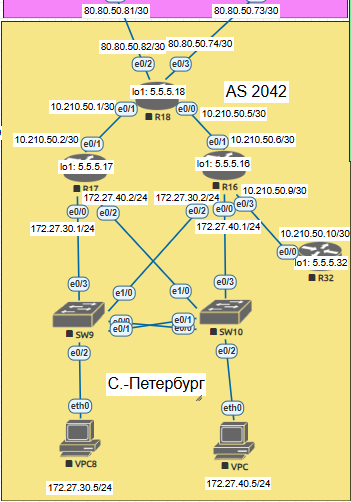 80.80.50.81/30
80.80.50.73/30
80.80.50.82/30
80.80.50.74/30
e0/2
e0/3
lo1: 5.5.5.18
AS 2042
10.210.50.1/30
e0/1
e0/0
10.210.50.5/30
R18
10.210.50.2/30
e0/1
e0/1
10.210.50.6/30
lo1: 5.5.5.17
lo1: 5.5.5.16
R17
R16
10.210.50.9/30
172.27.40.2/24
172.27.30.2/24
e0/0
e0/2
e0/2
e0/0
e0/3
172.27.30.1/24
172.27.40.1/24
10.210.50.10/30
e0/0
lo1: 5.5.5.32
R32
e0/3
e1/0
e1/0
e0/3
e0/0
e0/1
e0/1
e0/0
SW9
SW10
e0/2
e0/2
С.-Петербург
eth0
eth0
VPC8
VPC
172.27.30.5/24
172.27.40.5/24